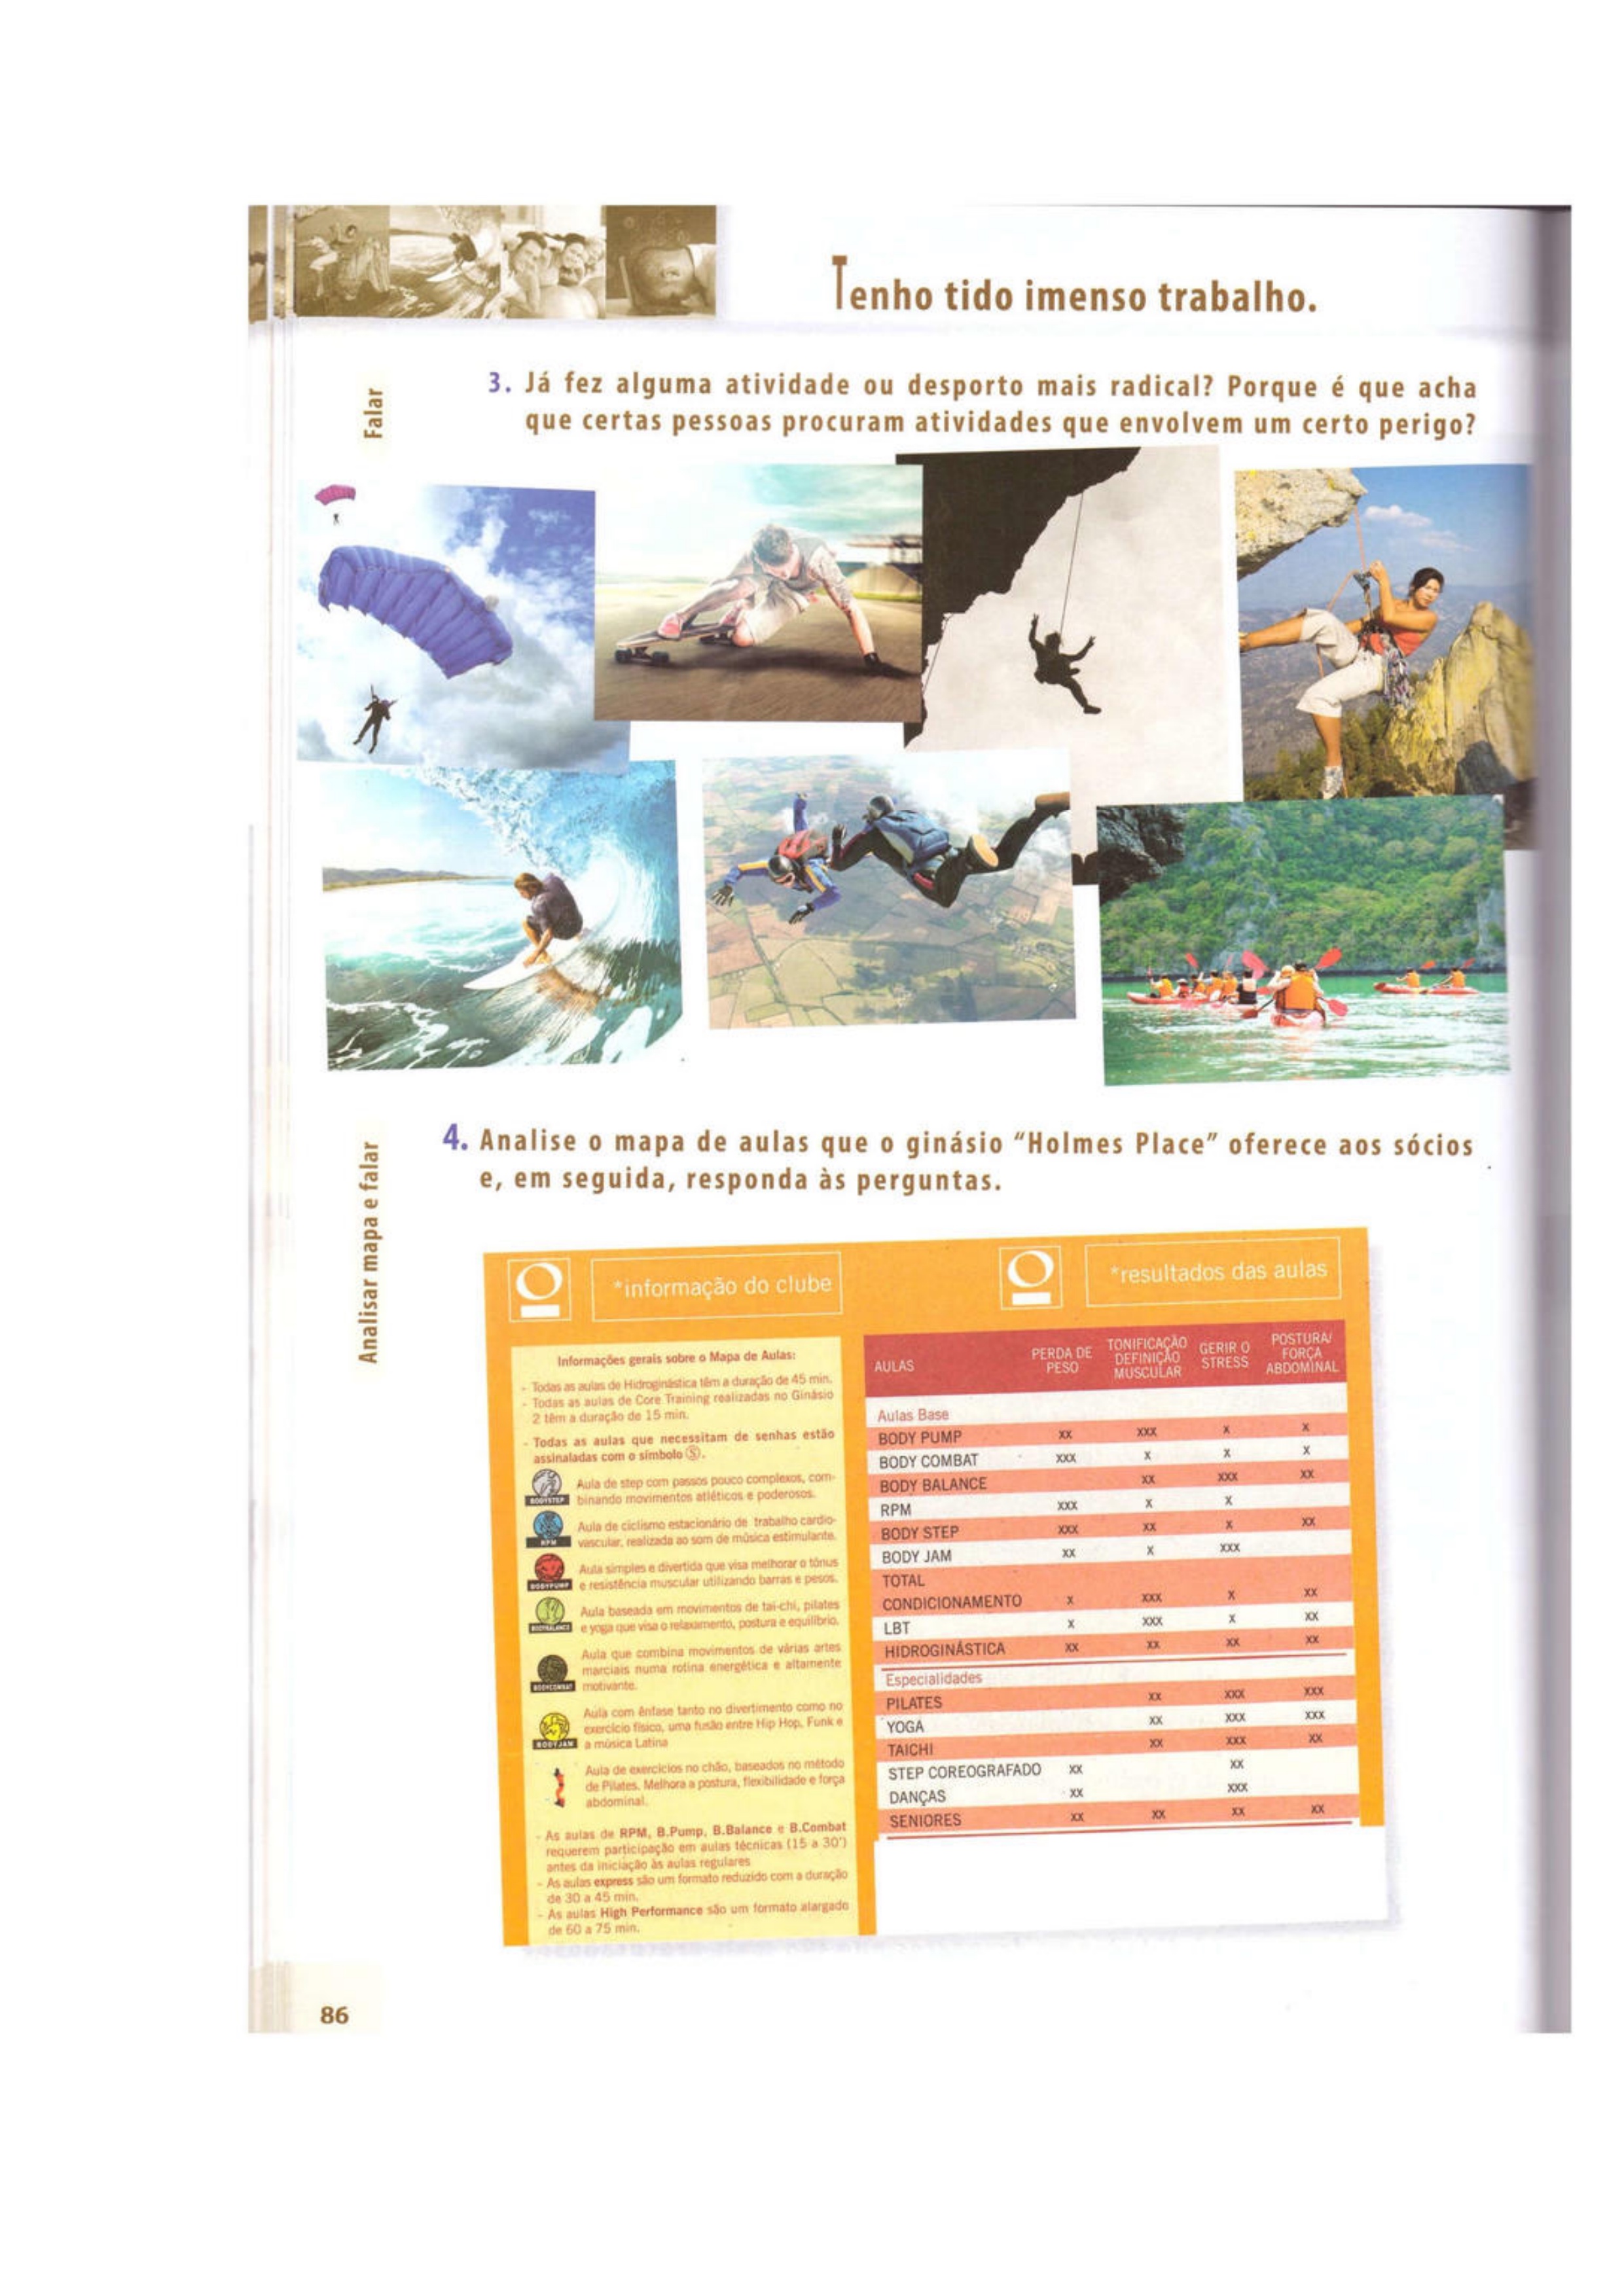 Tenho tido imenso trabalho.
Falar
3. Já fez alguma atividade ou desporto mais radical? Porque é que acha
que certas pessoas procuram atividades que envolvem um certo perigo?
Analisar mapa e falar
4. Analise o mapa de aulas que o ginásio “Holmes Place” oferece aos sócios
e, em seguida, responda às perguntas.
*informação do clube
Informações gerais sobre o Mapa de Aulas:
- Todas as aulas de Hidroginástica têm a duração de 45 min.
- Todas as aulas de Core Training realizadas no Ginásio
2 têm a duração de 15 min.
- Todas as aulas que necessitam de senhas estão
assinaladas com o símbolo Ⓢ.
BODYSTEP
Aula de step com passos pouco complexos, com-
binando movimentos atléticos e poderosos.
RPM
Aula de ciclismo estacionário de trabalho cardio-
vascular, realizada ao som de música estimulante.
BODYPUMP
Aula simples e divertida que visa melhorar o tónus
e resistência muscular utilizando barras e pesos.
BODYBALANCE
Aula baseada em movimentos de tai-chi, pilates
e yoga que visa o relaxamento, postura e equilíbrio.
BODYCOMBAT
Aula que combina movimentos de várias artes
marciais numa rotina energética e altamente
motivante.
BODYJAM
Aula com ênfase tanto no divertimento como no
exercício físico, uma fusão entre Hip Hop, Funk e
a música Latina
Aula de exercícios no chão, baseados no método
de Pilates. Melhora a postura, flexibilidade e força
abdominal.
- As aulas de RPM, B.Pump, B.Balance e B.Combat
requerem participação em aulas técnicas (15 a 30')
antes da iniciação às aulas regulares
- As aulas express são um formato reduzido com a duração
de 30 a 45 min.
- As aulas High Performance são um formato alargado
de 60 a 75 min.
*resultados das aulas
AULAS PERDA DE PESO TONIFICAÇÃO DEFINIÇÃO MUSCULAR GERIR O STRESS POSTURA/ FORÇA ABDOMINAL
Aulas Base
BODY PUMP xx xxx x x
BODY COMBAT xxx x x x
BODY BALANCE xx xxx xx
RPM xxx x x
BODY STEP xxx xx x xx
BODY JAM xx x xxx
TOTAL
CONDICIONAMENTO x xxx x xx
LBT x xxx x xx
HIDROGINÁSTICA xx xx xx xx
Especialidades
PILATES xx xxx xxx
YOGA xx xxx xxx
TAICHI xx xxx xx
STEP COREOGRAFADO xx xx
DANÇAS xx xxx
SENIORES xx xx xx xx
86